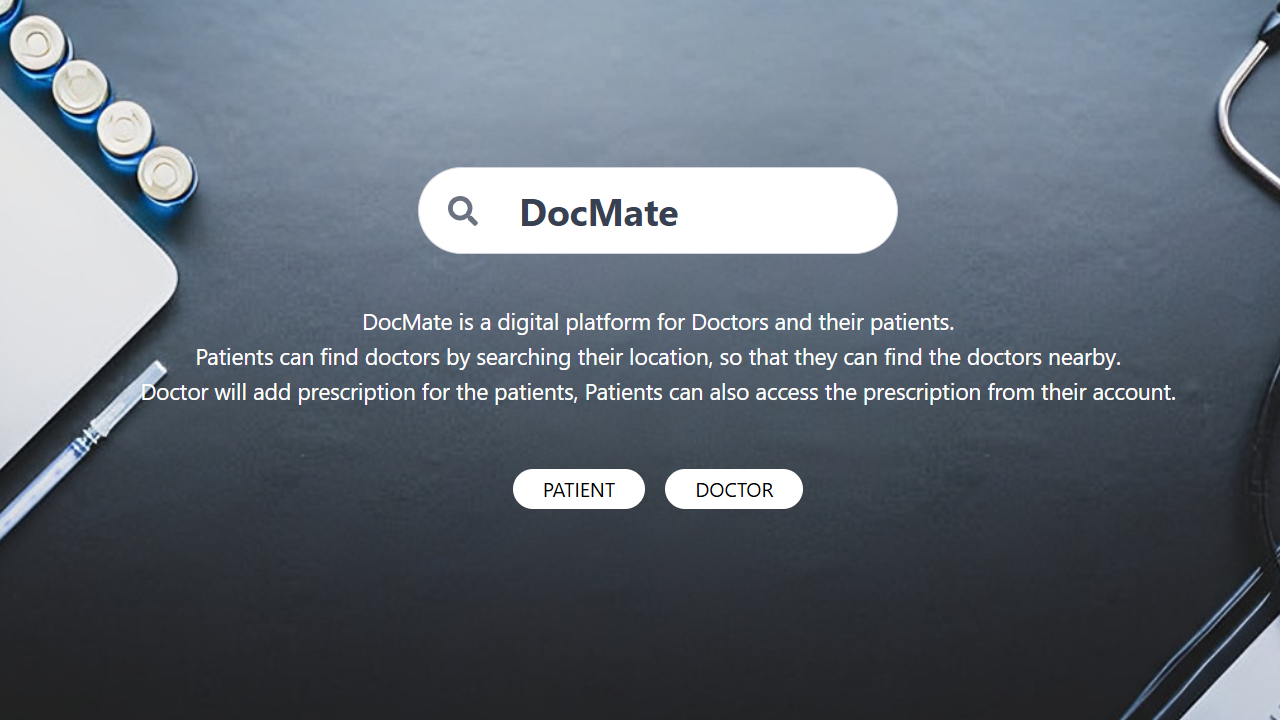 DocMate
DocMate is a digital platform for Doctors and their patients.
Patients can find doctors by searching their location, so that they can find the doctors nearby.
Doctor will add prescription for the patients, Patients can also access the prescription from their account.
PATIENT DOCTOR